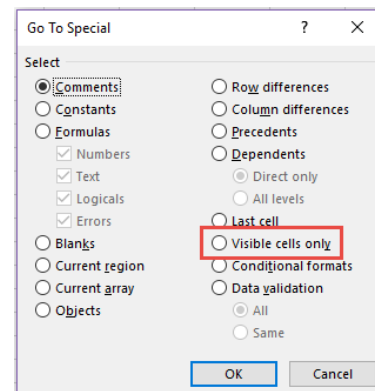 Go To Special ? ×
Select
Comments
Constants
Formulas
Numbers
Text
Logicals
Errors
Blanks
Current region
Current array
Objects
Row differences
Column differences
Precedents
Dependents
Direct only
All levels
Last cell
Visible cells only
Conditional formats
Data validation
All
Same
OK Cancel